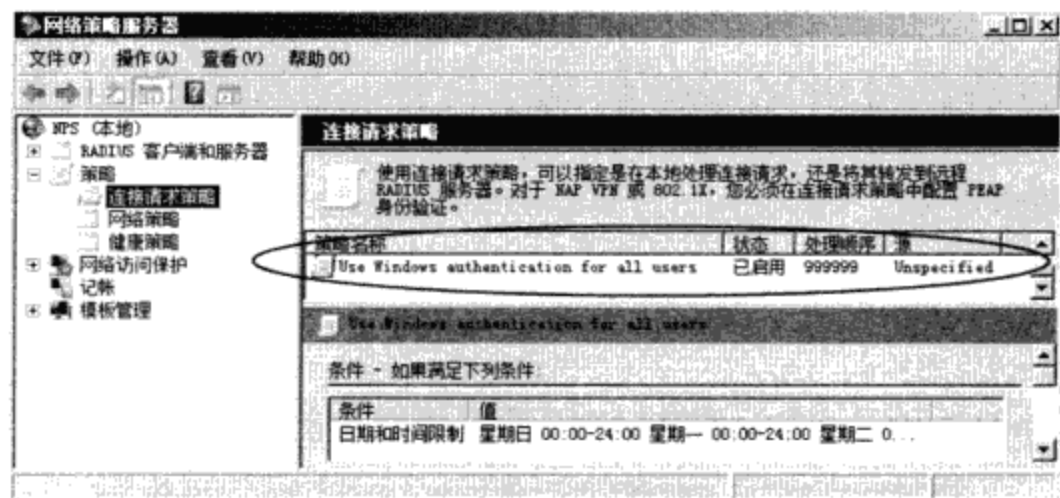 网络策略服务器
文件(F) 操作(A) 查看(V) 帮助(H)
NPS (本地)
RADIUS 客户端和服务器
策略
连接请求策略
网络策略
健康策略
网络访问保护
记帐
模板管理
连接请求策略
使用连接请求策略，可以指定是在本地处理连接请求，还是将其转发到远程
RADIUS 服务器。对于 NAP VPN 或 802.1X，您必须在连接请求策略中配置 PEAP
身份验证。
策略名称 状态 处理顺序 源
Use Windows authentication for all users 已启用 999999 Unspecified
Use Windows authentication for all users
条件 - 如果满足下列条件:
条件 值
日期和时间限制 星期日 00:00-24:00 星期一 00:00-24:00 星期二 0...